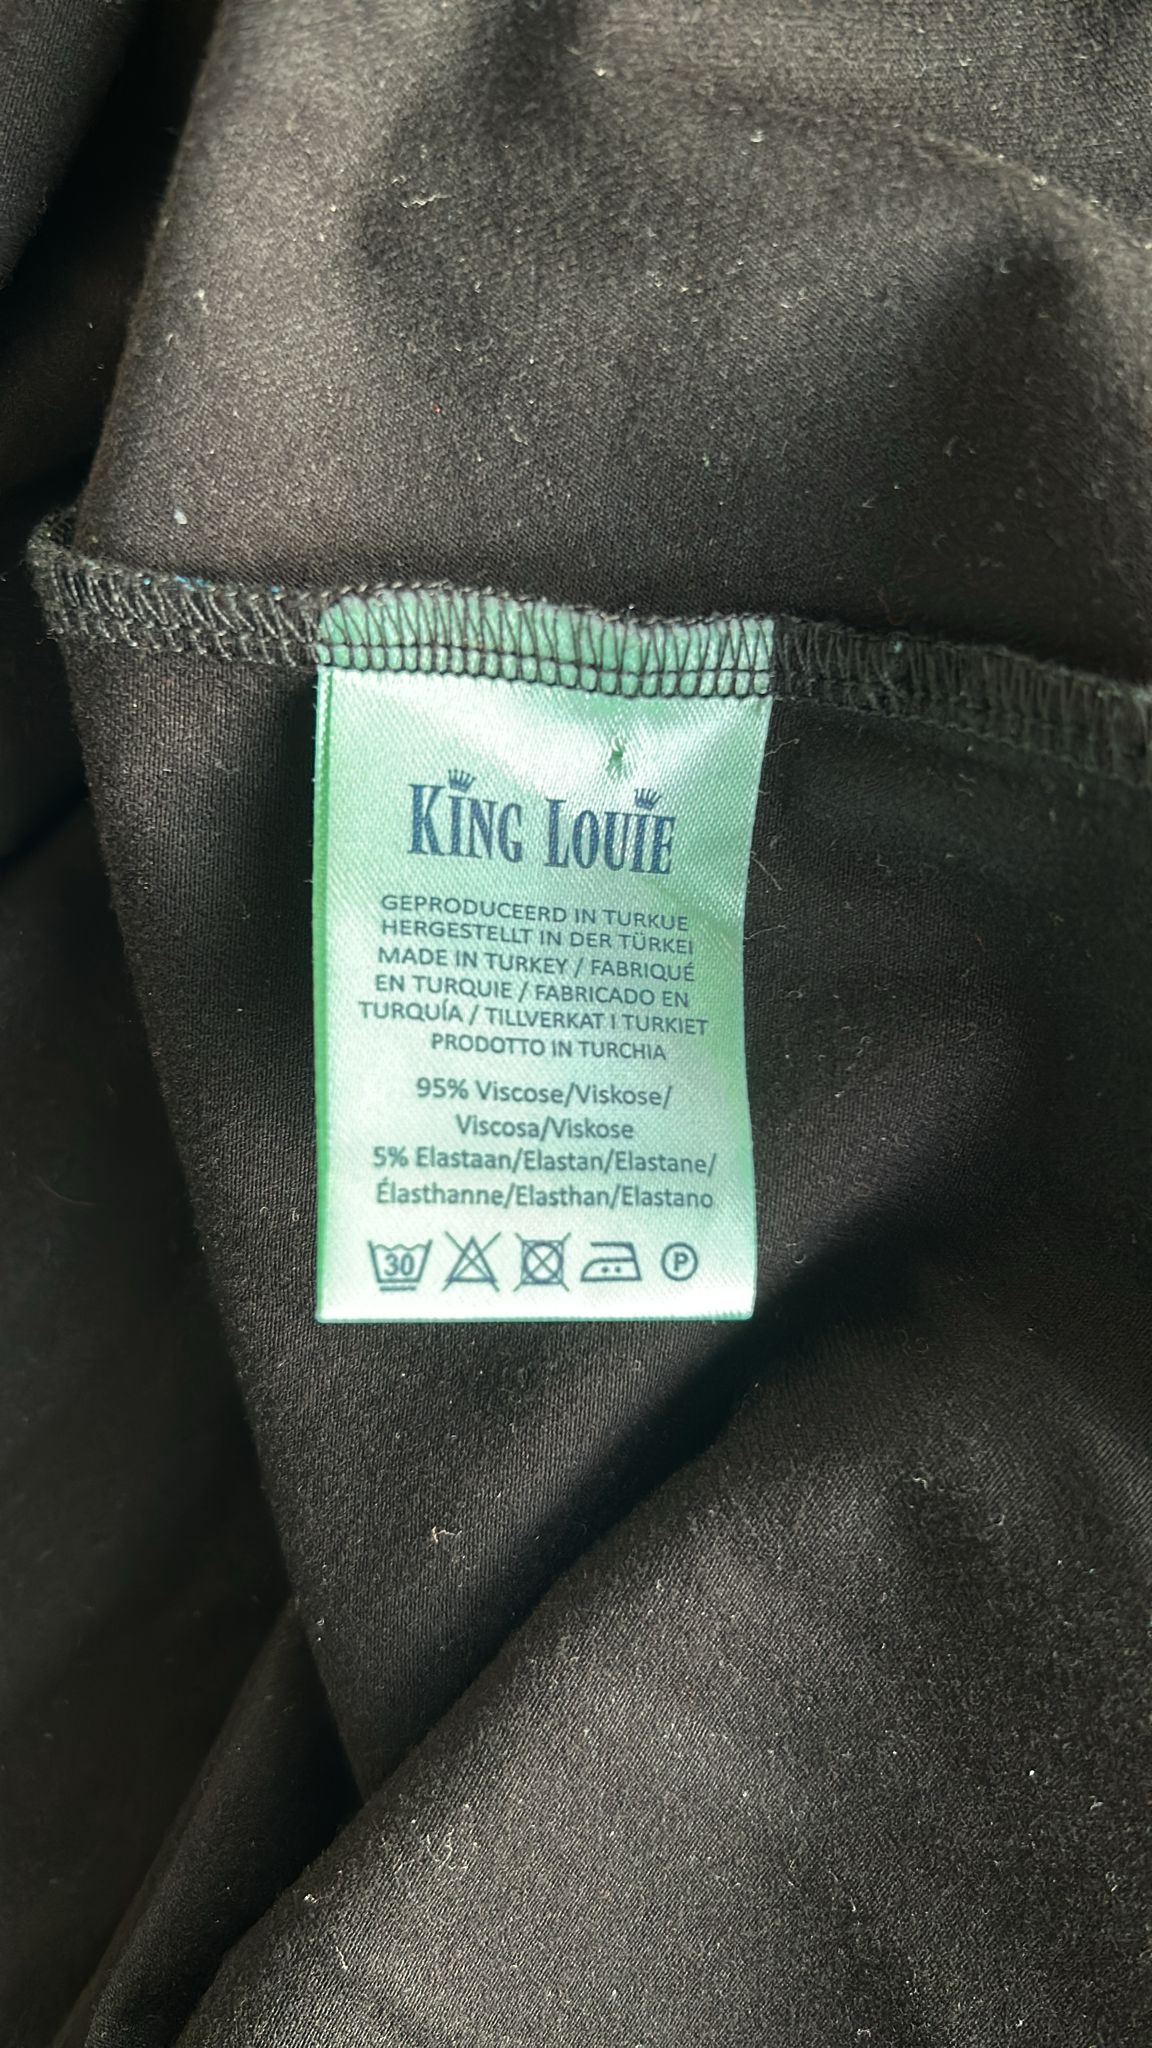 KING LOUIE
GEPRODUCEERD IN TURKUE
HERGESTELLT IN DER TÜRKEI
MADE IN TURKEY / FABRIQUÉ
EN TURQUIE / FABRICADO EN
TURQUÍA / TILLVERKAT I TURKIET
PRODOTTO IN TURCHIA
95% Viscose/Viskose/
Viscosa/Viskose
5% Elastaan/Elastan/Elastane/
Élasthanne/Elasthan/Elastano
30 P